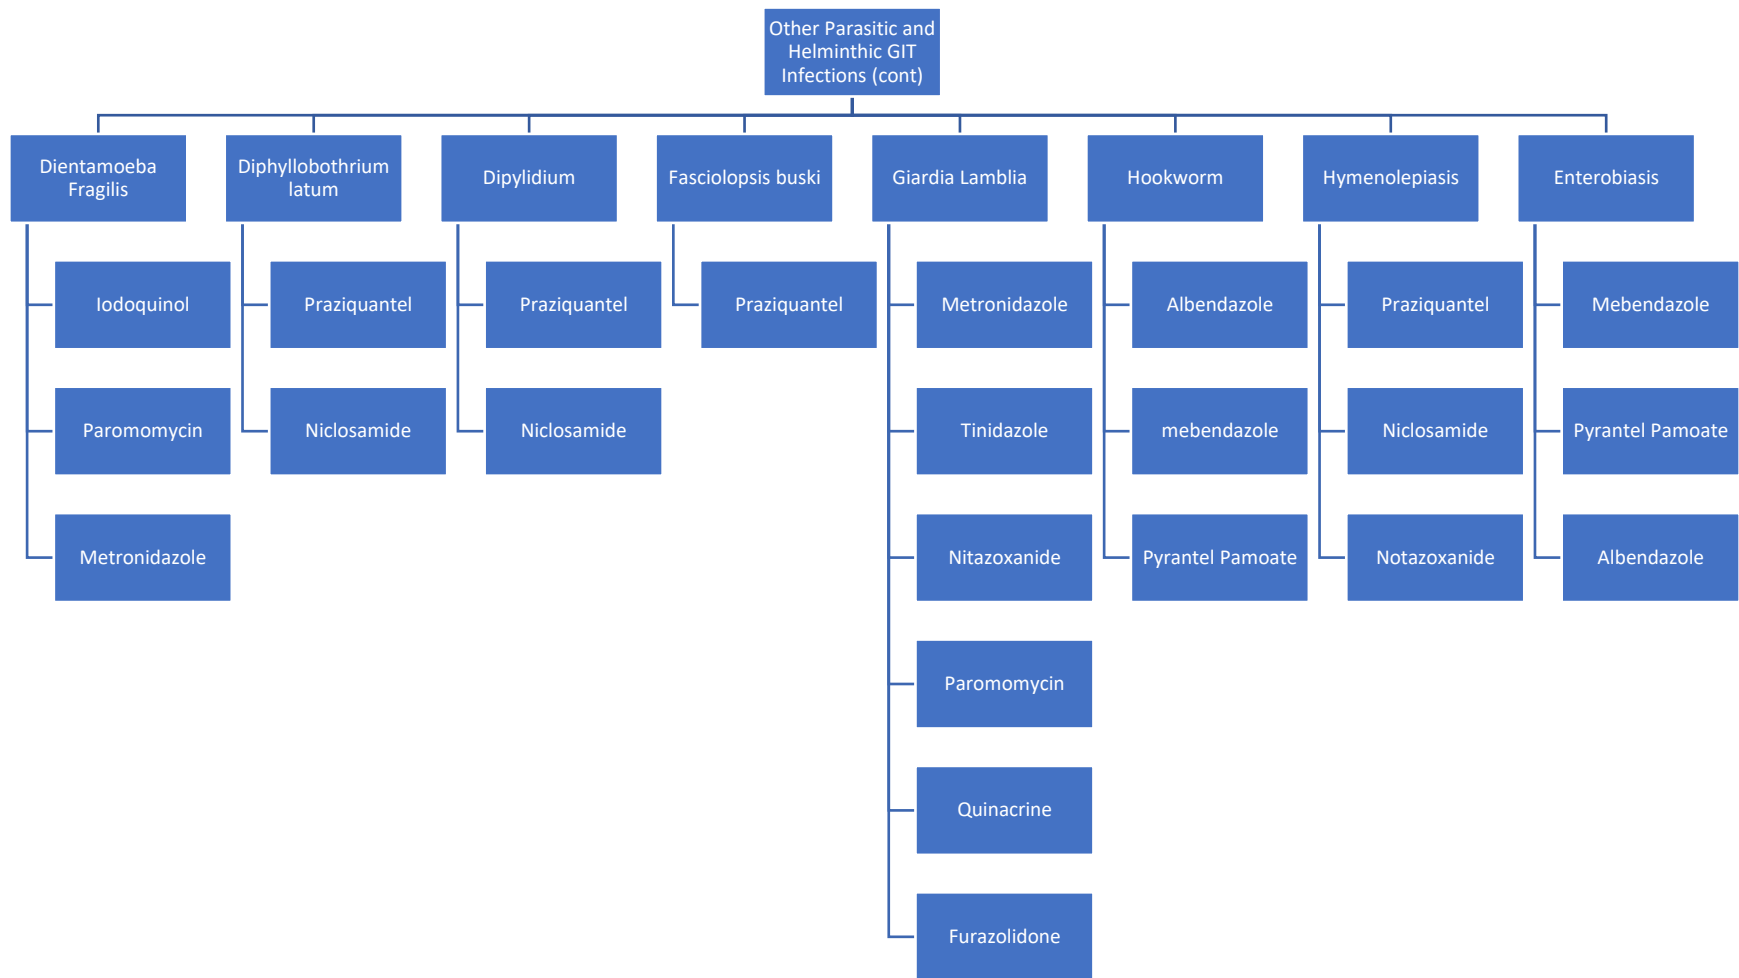 Other Parasitic and
Helminthic GIT
Infections (cont)
Dientamoeba
Fragilis
Iodoquinol
Paromomycin
Metronidazole
Diphyllobothrium
latum
Praziquantel
Niclosamide
Dipylidium
Praziquantel
Niclosamide
Fasciolopsis buski
Praziquantel
Giardia Lamblia
Metronidazole
Tinidazole
Nitazoxanide
Paromomycin
Quinacrine
Furazolidone
Hookworm
Albendazole
mebendazole
Pyrantel Pamoate
Hymenolepiasis
Praziquantel
Niclosamide
Notazoxanide
Enterobiasis
Mebendazole
Pyrantel Pamoate
Albendazole